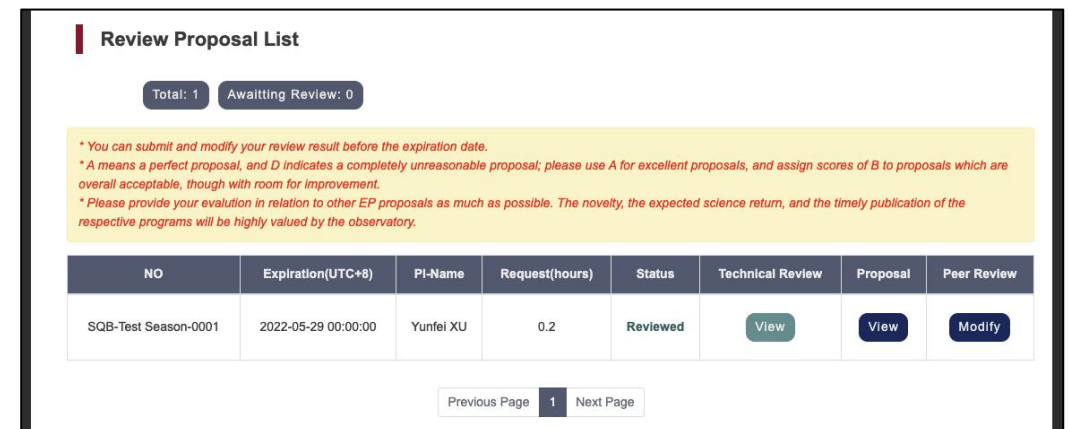 Review Proposal List
Total: 1 Awaitting Review: 0
* You can submit and modify your review result before the expiration date.
* A means a perfect proposal, and D indicates a completely unreasonable proposal; please use A for excellent proposals, and assign scores of B to proposals which are
overall acceptable, though with room for improvement.
* Please provide your evalution in relation to other EP proposals as much as possible. The novelty, the expected science return, and the timely publication of the
respective programs will be highly valued by the observatory.
NO Expiration(UTC+8) PI-Name Request(hours) Status Technical Review Proposal Peer Review
SQB-Test Season-0001 2022-05-29 00:00:00 Yunfei XU 0.2 Reviewed View View Modify
Previous Page 1 Next Page